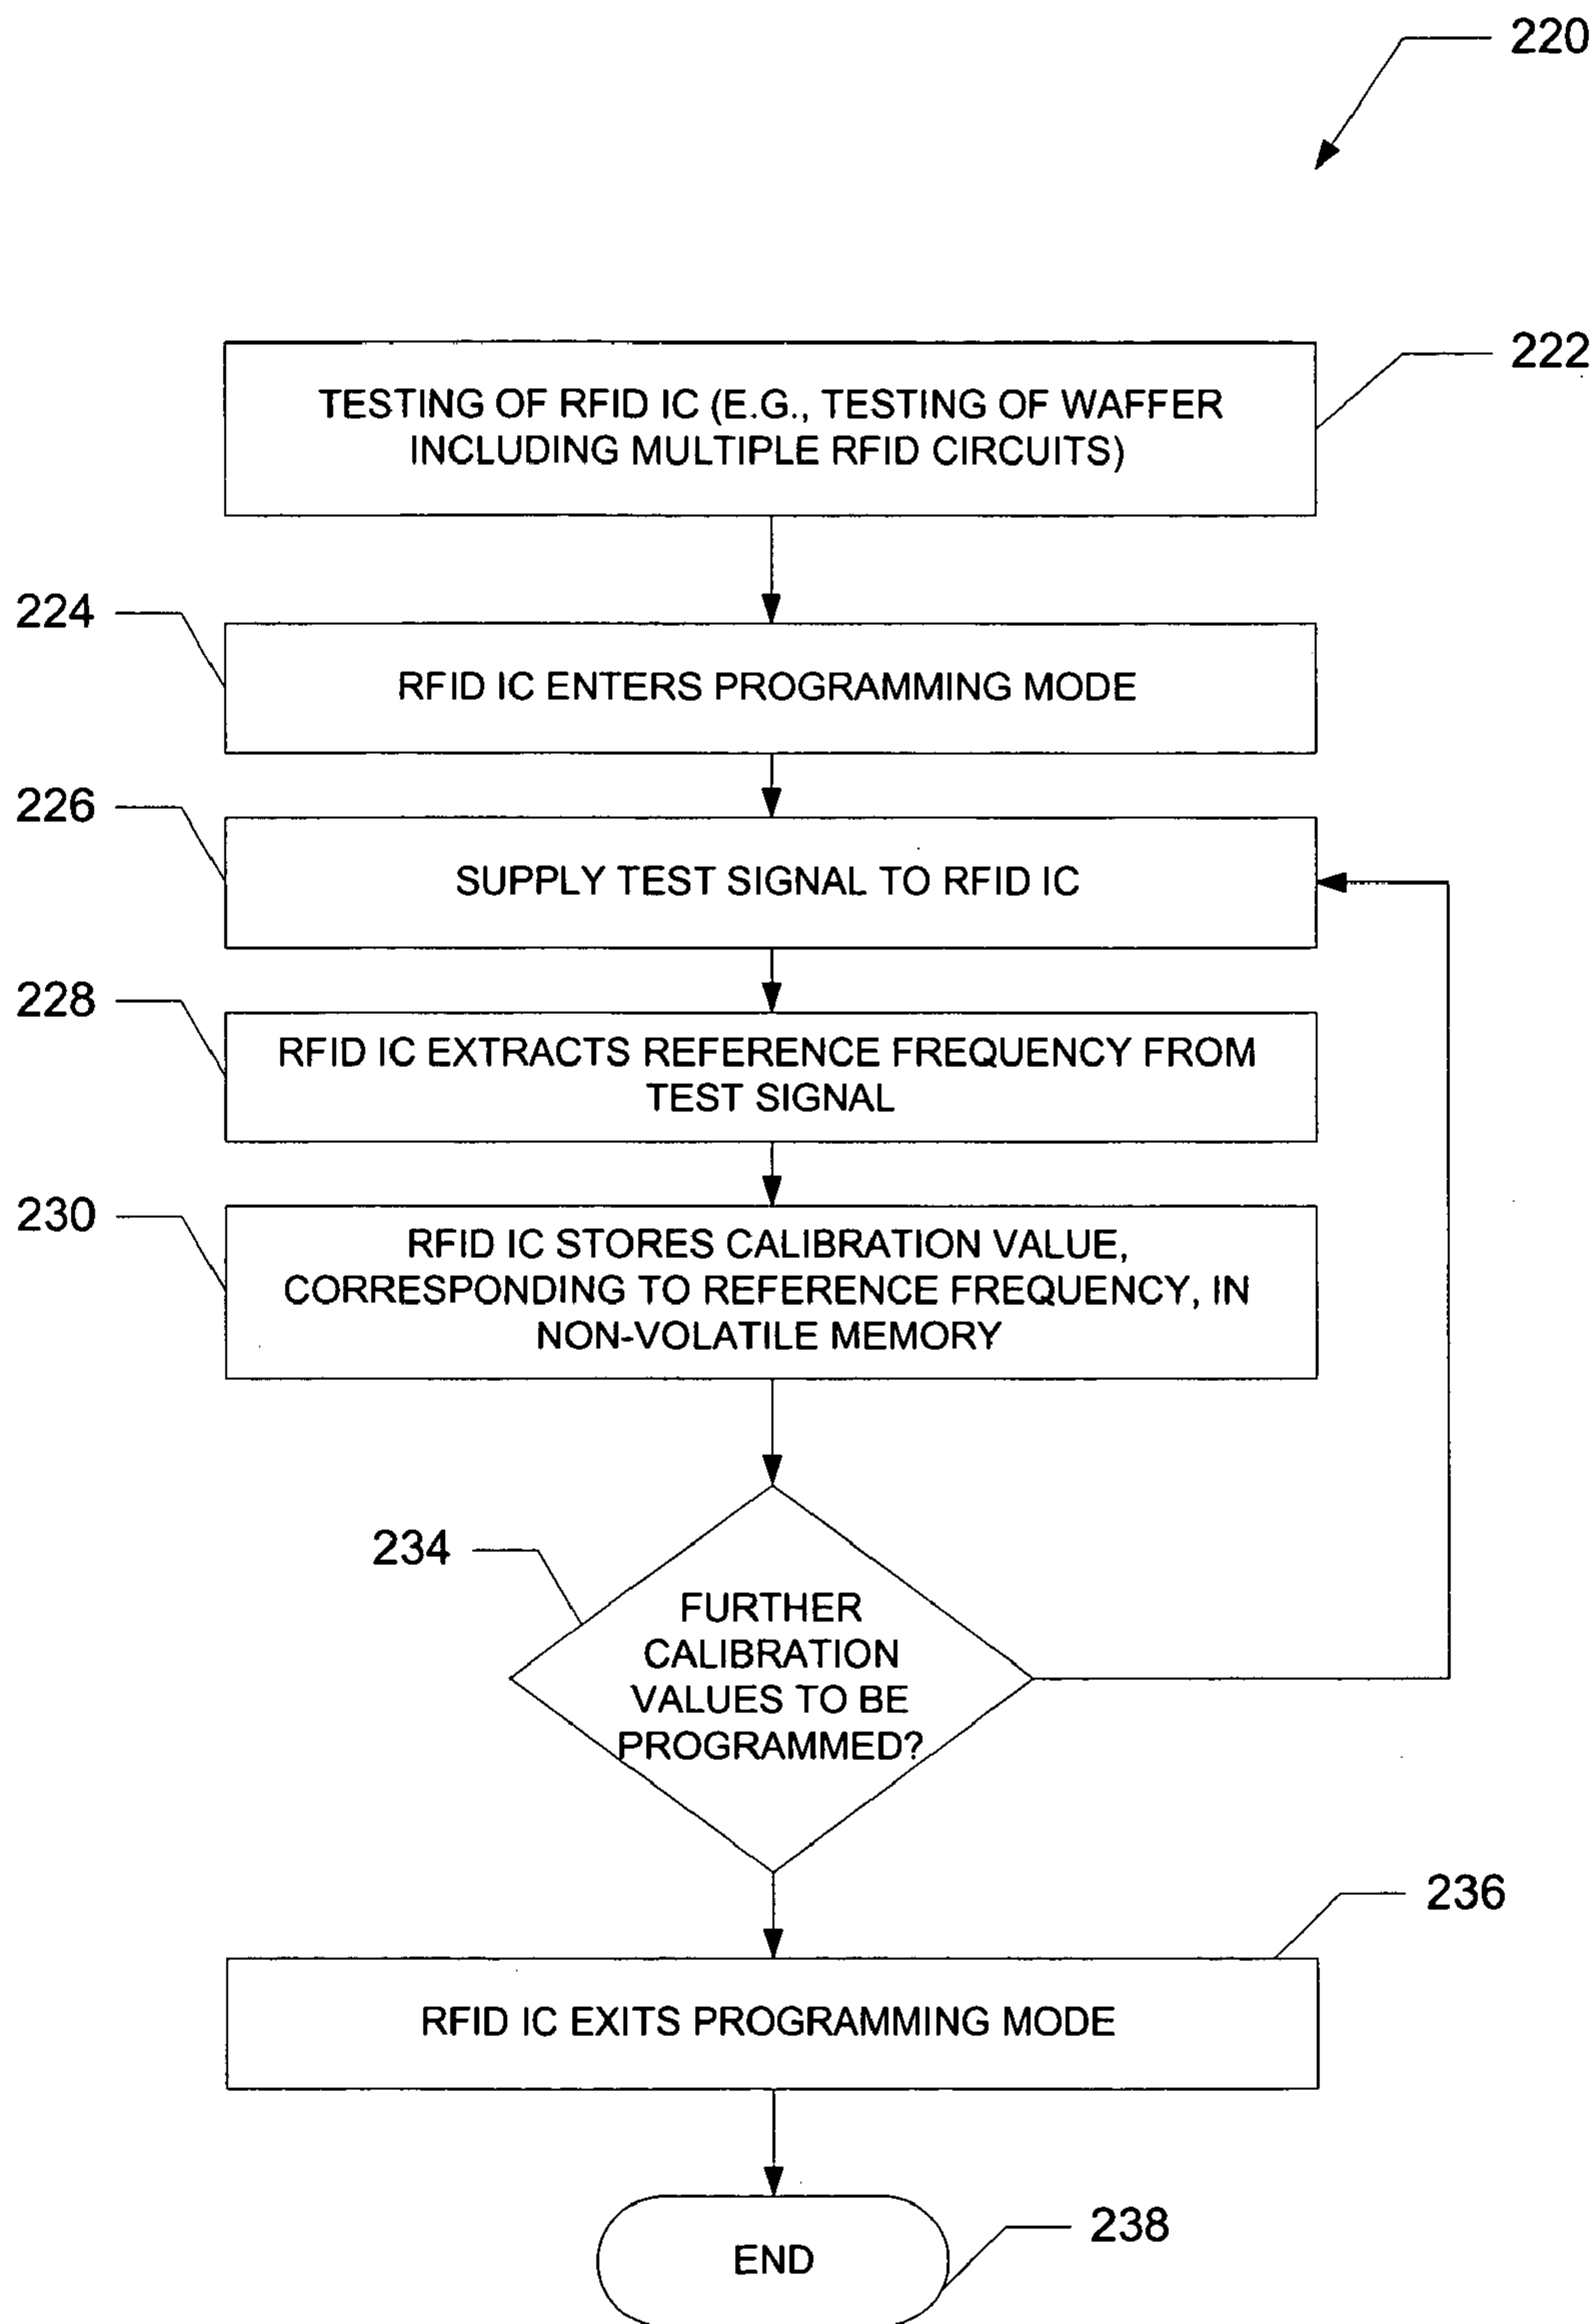 220
222
TESTING OF RFID IC (E.G., TESTING OF WAFFER
INCLUDING MULTIPLE RFID CIRCUITS)
224
RFID IC ENTERS PROGRAMMING MODE
226
SUPPLY TEST SIGNAL TO RFID IC
228
RFID IC EXTRACTS REFERENCE FREQUENCY FROM
TEST SIGNAL
230
RFID IC STORES CALIBRATION VALUE,
CORRESPONDING TO REFERENCE FREQUENCY, IN
NON-VOLATILE MEMORY
234
FURTHER
CALIBRATION
VALUES TO BE
PROGRAMMED?
236
RFID IC EXITS PROGRAMMING MODE
238
END